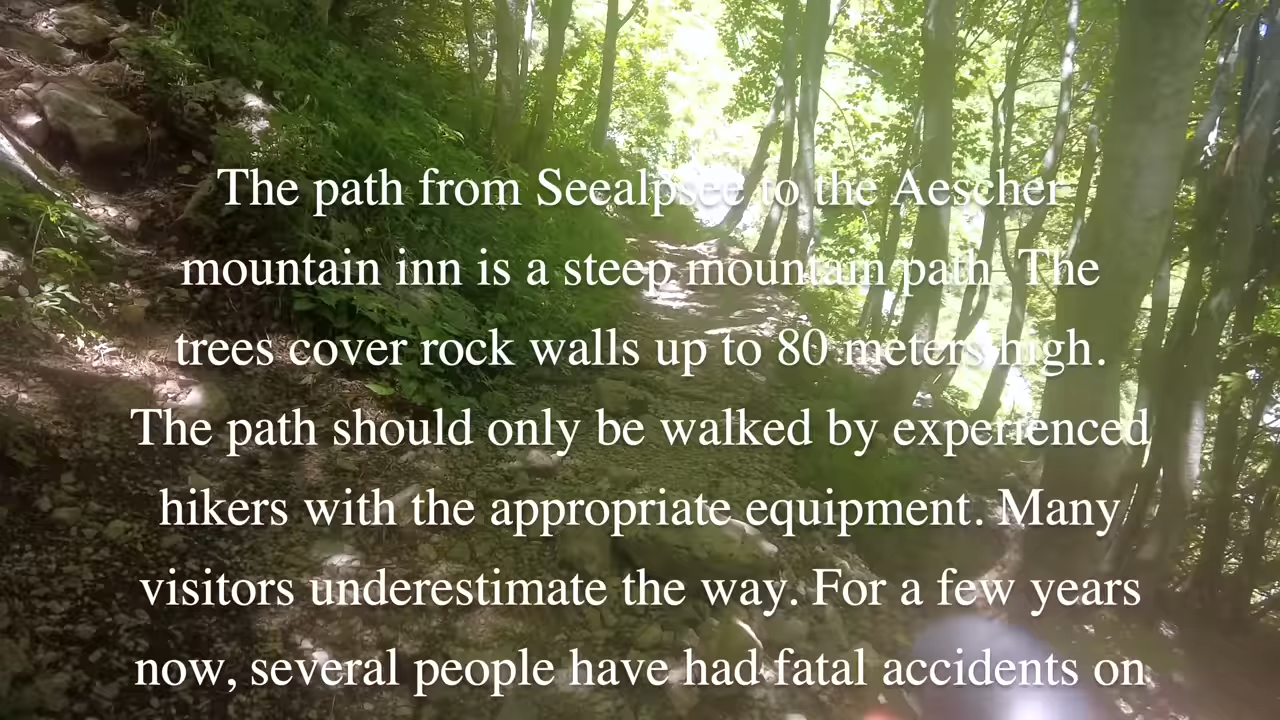 The path from Seealpsee to the Aescher
mountain inn is a steep mountain path. The
trees cover rock walls up to 80 meters high.
The path should only be walked by experienced
hikers with the appropriate equipment. Many
visitors underestimate the way. For a few years
now, several people have had fatal accidents on